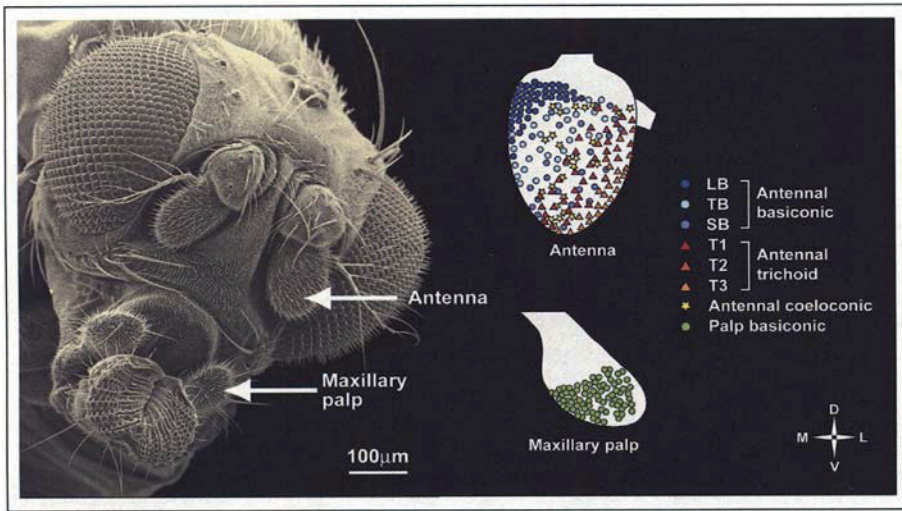 Antenna
Maxillary
palp
100µm
Antenna
LB
TB
SB
Antennal
basiconic
T1
T2
T3
Antennal
trichoid
Antennal coeloconic
Palp basiconic
Maxillary palp
D
M
L
V